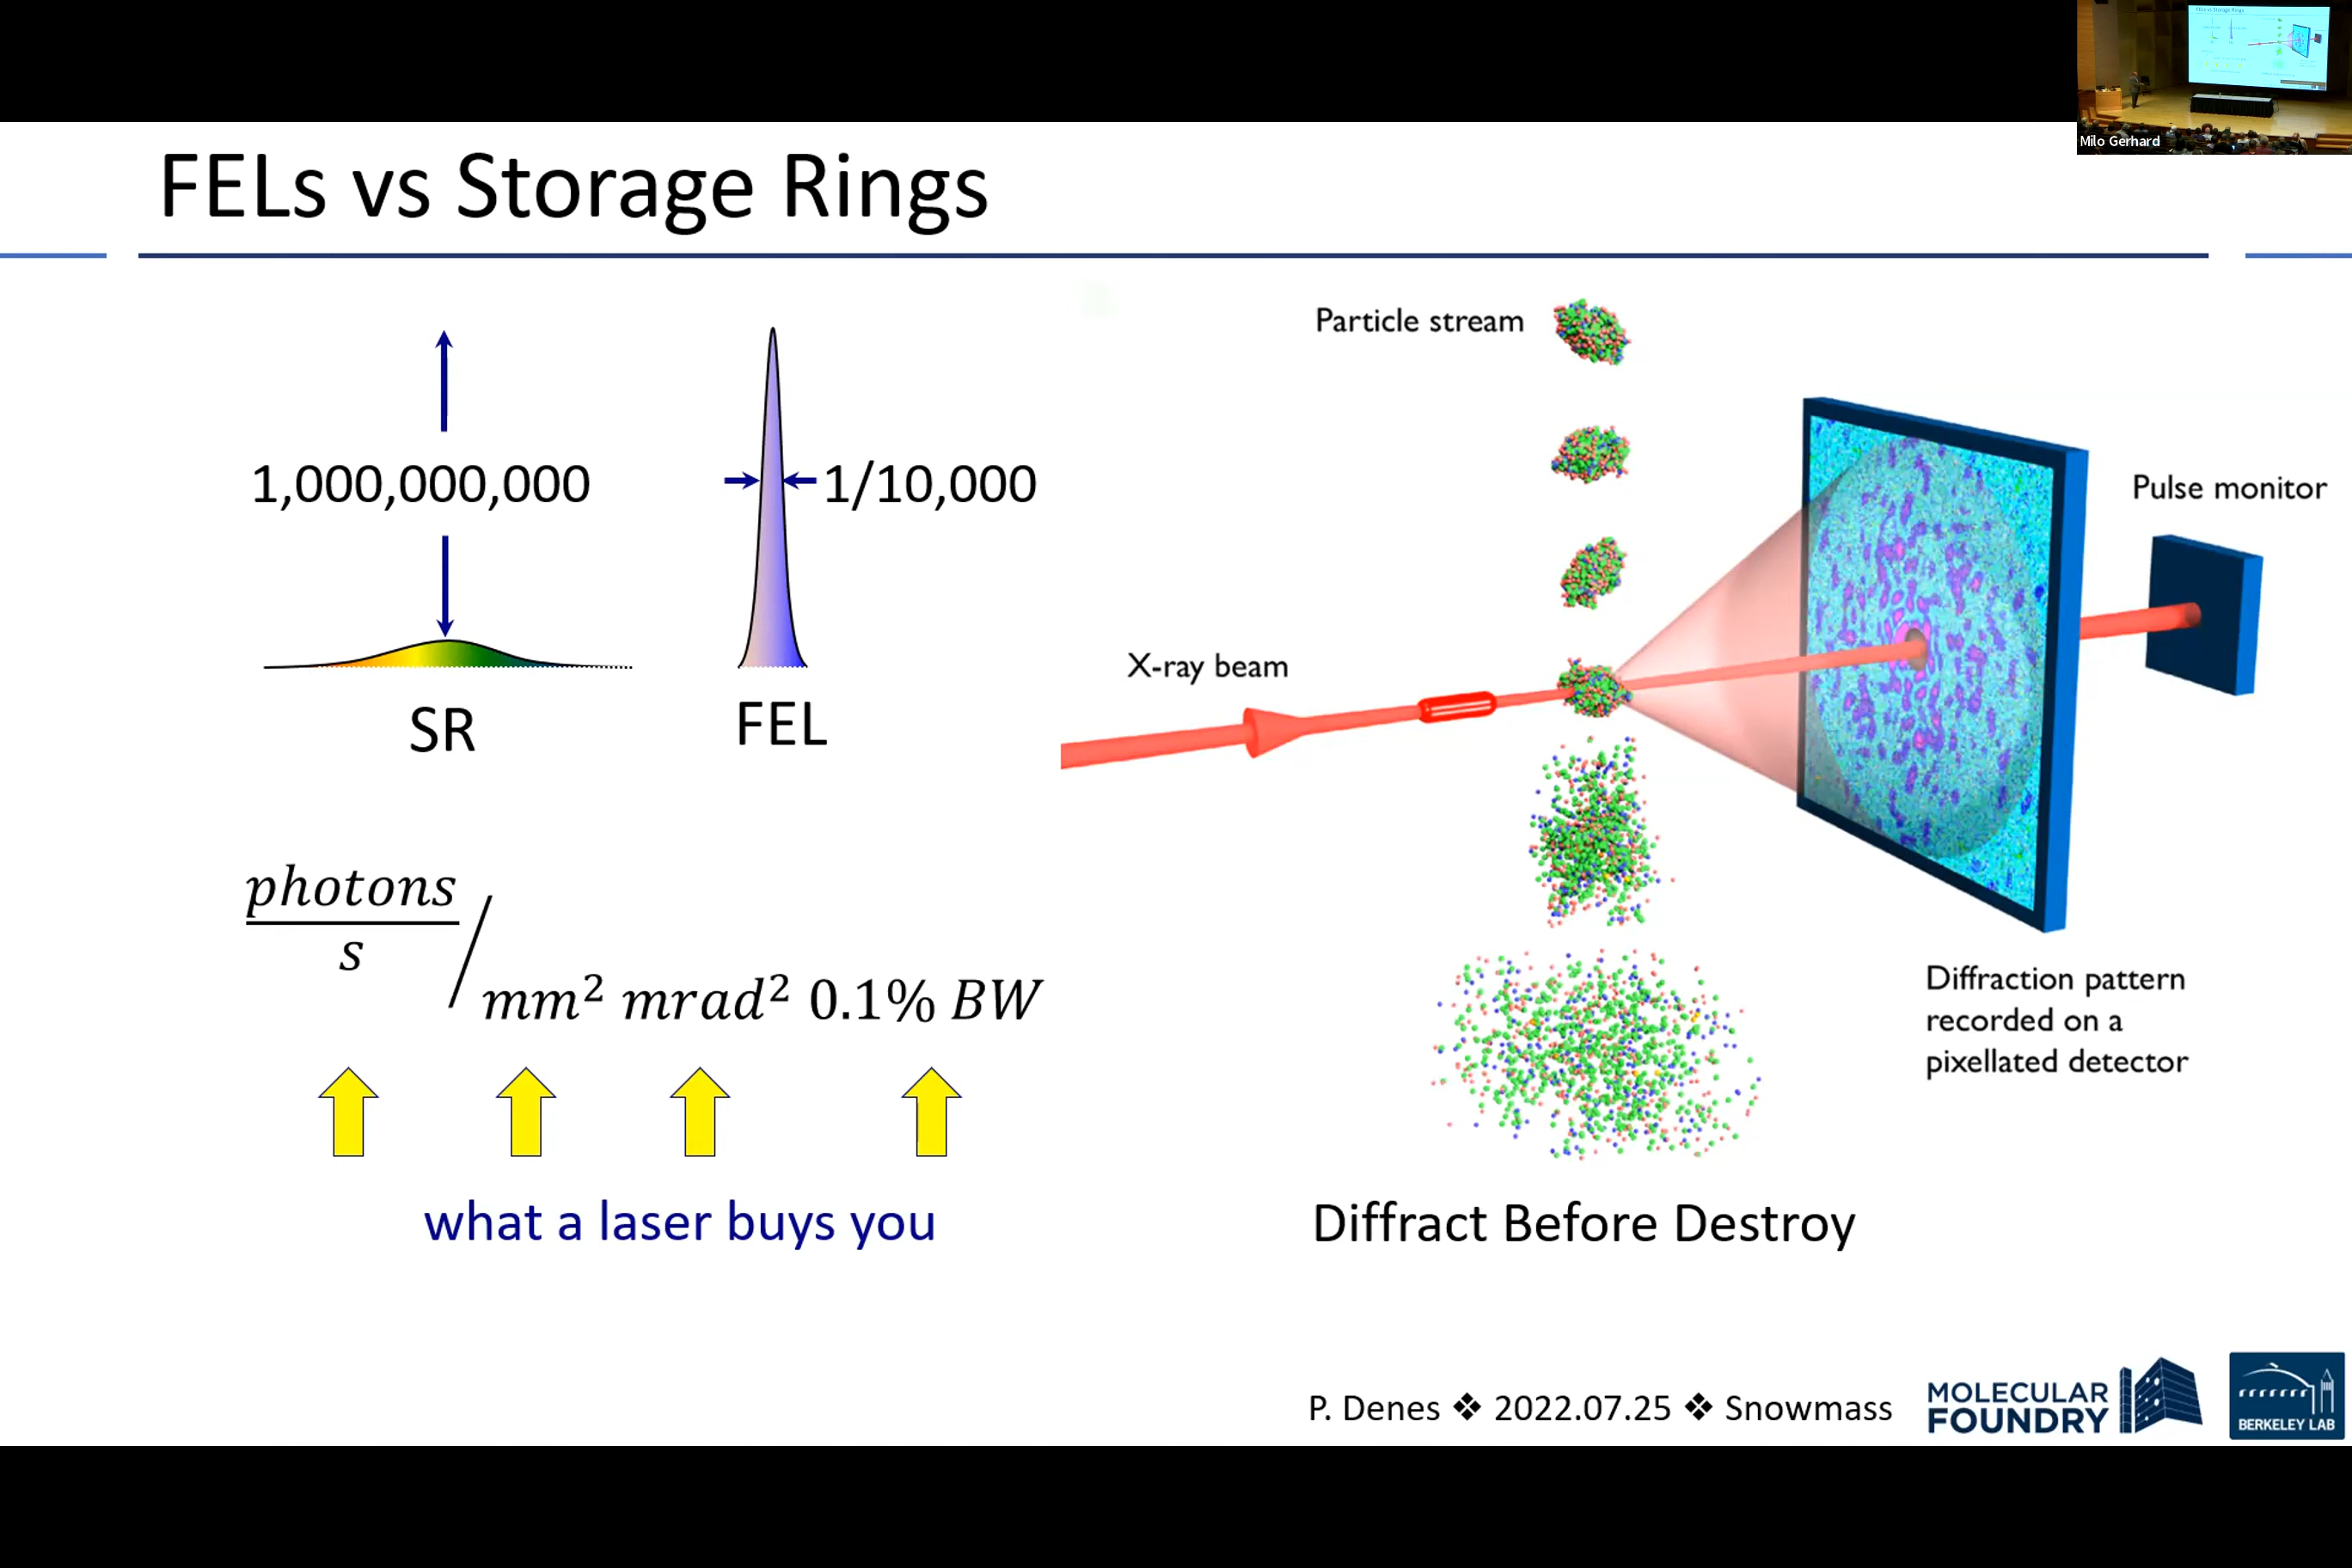 Milo Gerhard
FELs vs Storage Rings
1,000,000,000
1/10,000
SR
FEL
photons
s
/
mm² mrad² 0.1% BW
what a laser buys you
Particle stream
Pulse monitor
X-ray beam
Diffraction pattern
recorded on a
pixellated detector
Diffract Before Destroy
P. Denes ❖ 2022.07.25 ❖ Snowmass
MOLECULAR
FOUNDRY
BERKELEY LAB